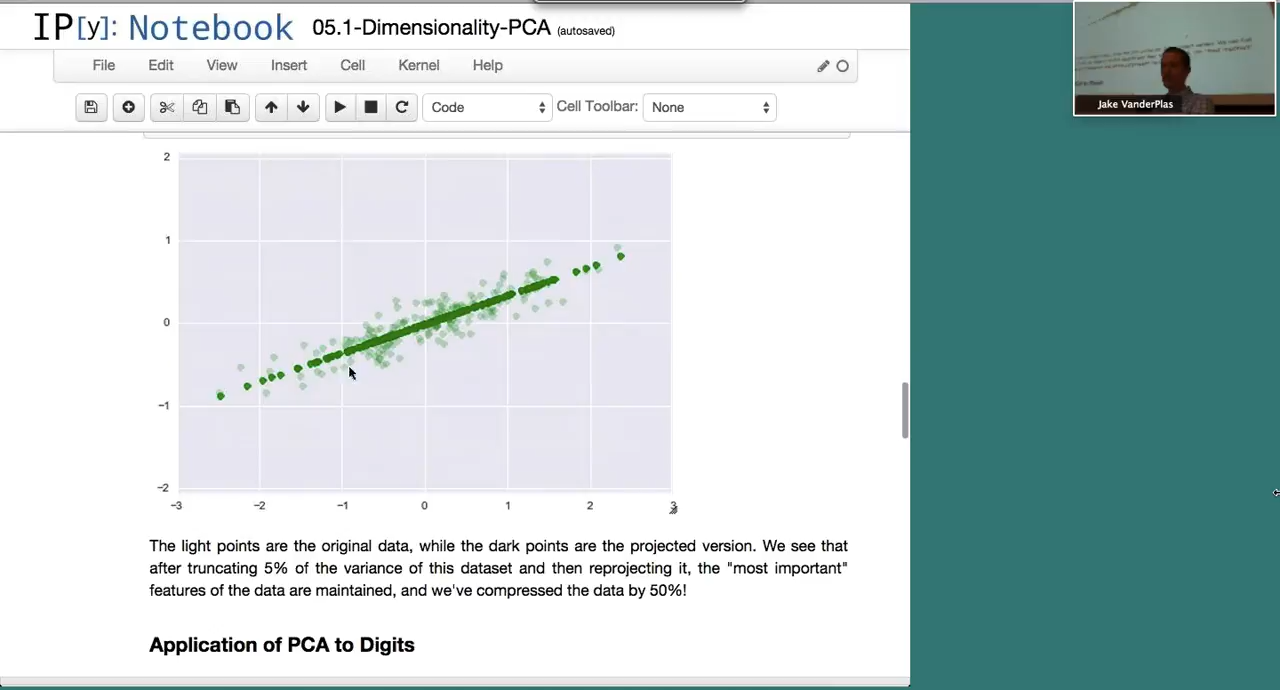 IP[y]: Notebook 05.1-Dimensionality-PCA (autosaved)
File Edit View Insert Cell Kernel Help
Code Cell Toolbar: None
Jake VanderPlas
2
1
0
−1
−2
−3 −2 −1 0 1 2 3
The light points are the original data, while the dark points are the projected version. We see that
after truncating 5% of the variance of this dataset and then reprojecting it, the "most important"
features of the data are maintained, and we've compressed the data by 50%!
Application of PCA to Digits